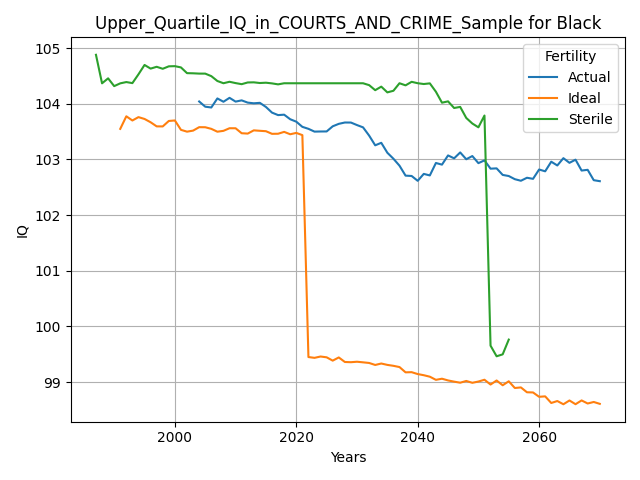 Upper_Quartile_IQ_in_COURTS_AND_CRIME_Sample for Black
Fertility
Actual
Ideal
Sterile
105
104
103
102
101
100
99
IQ
2000
2020
2040
2060
Years